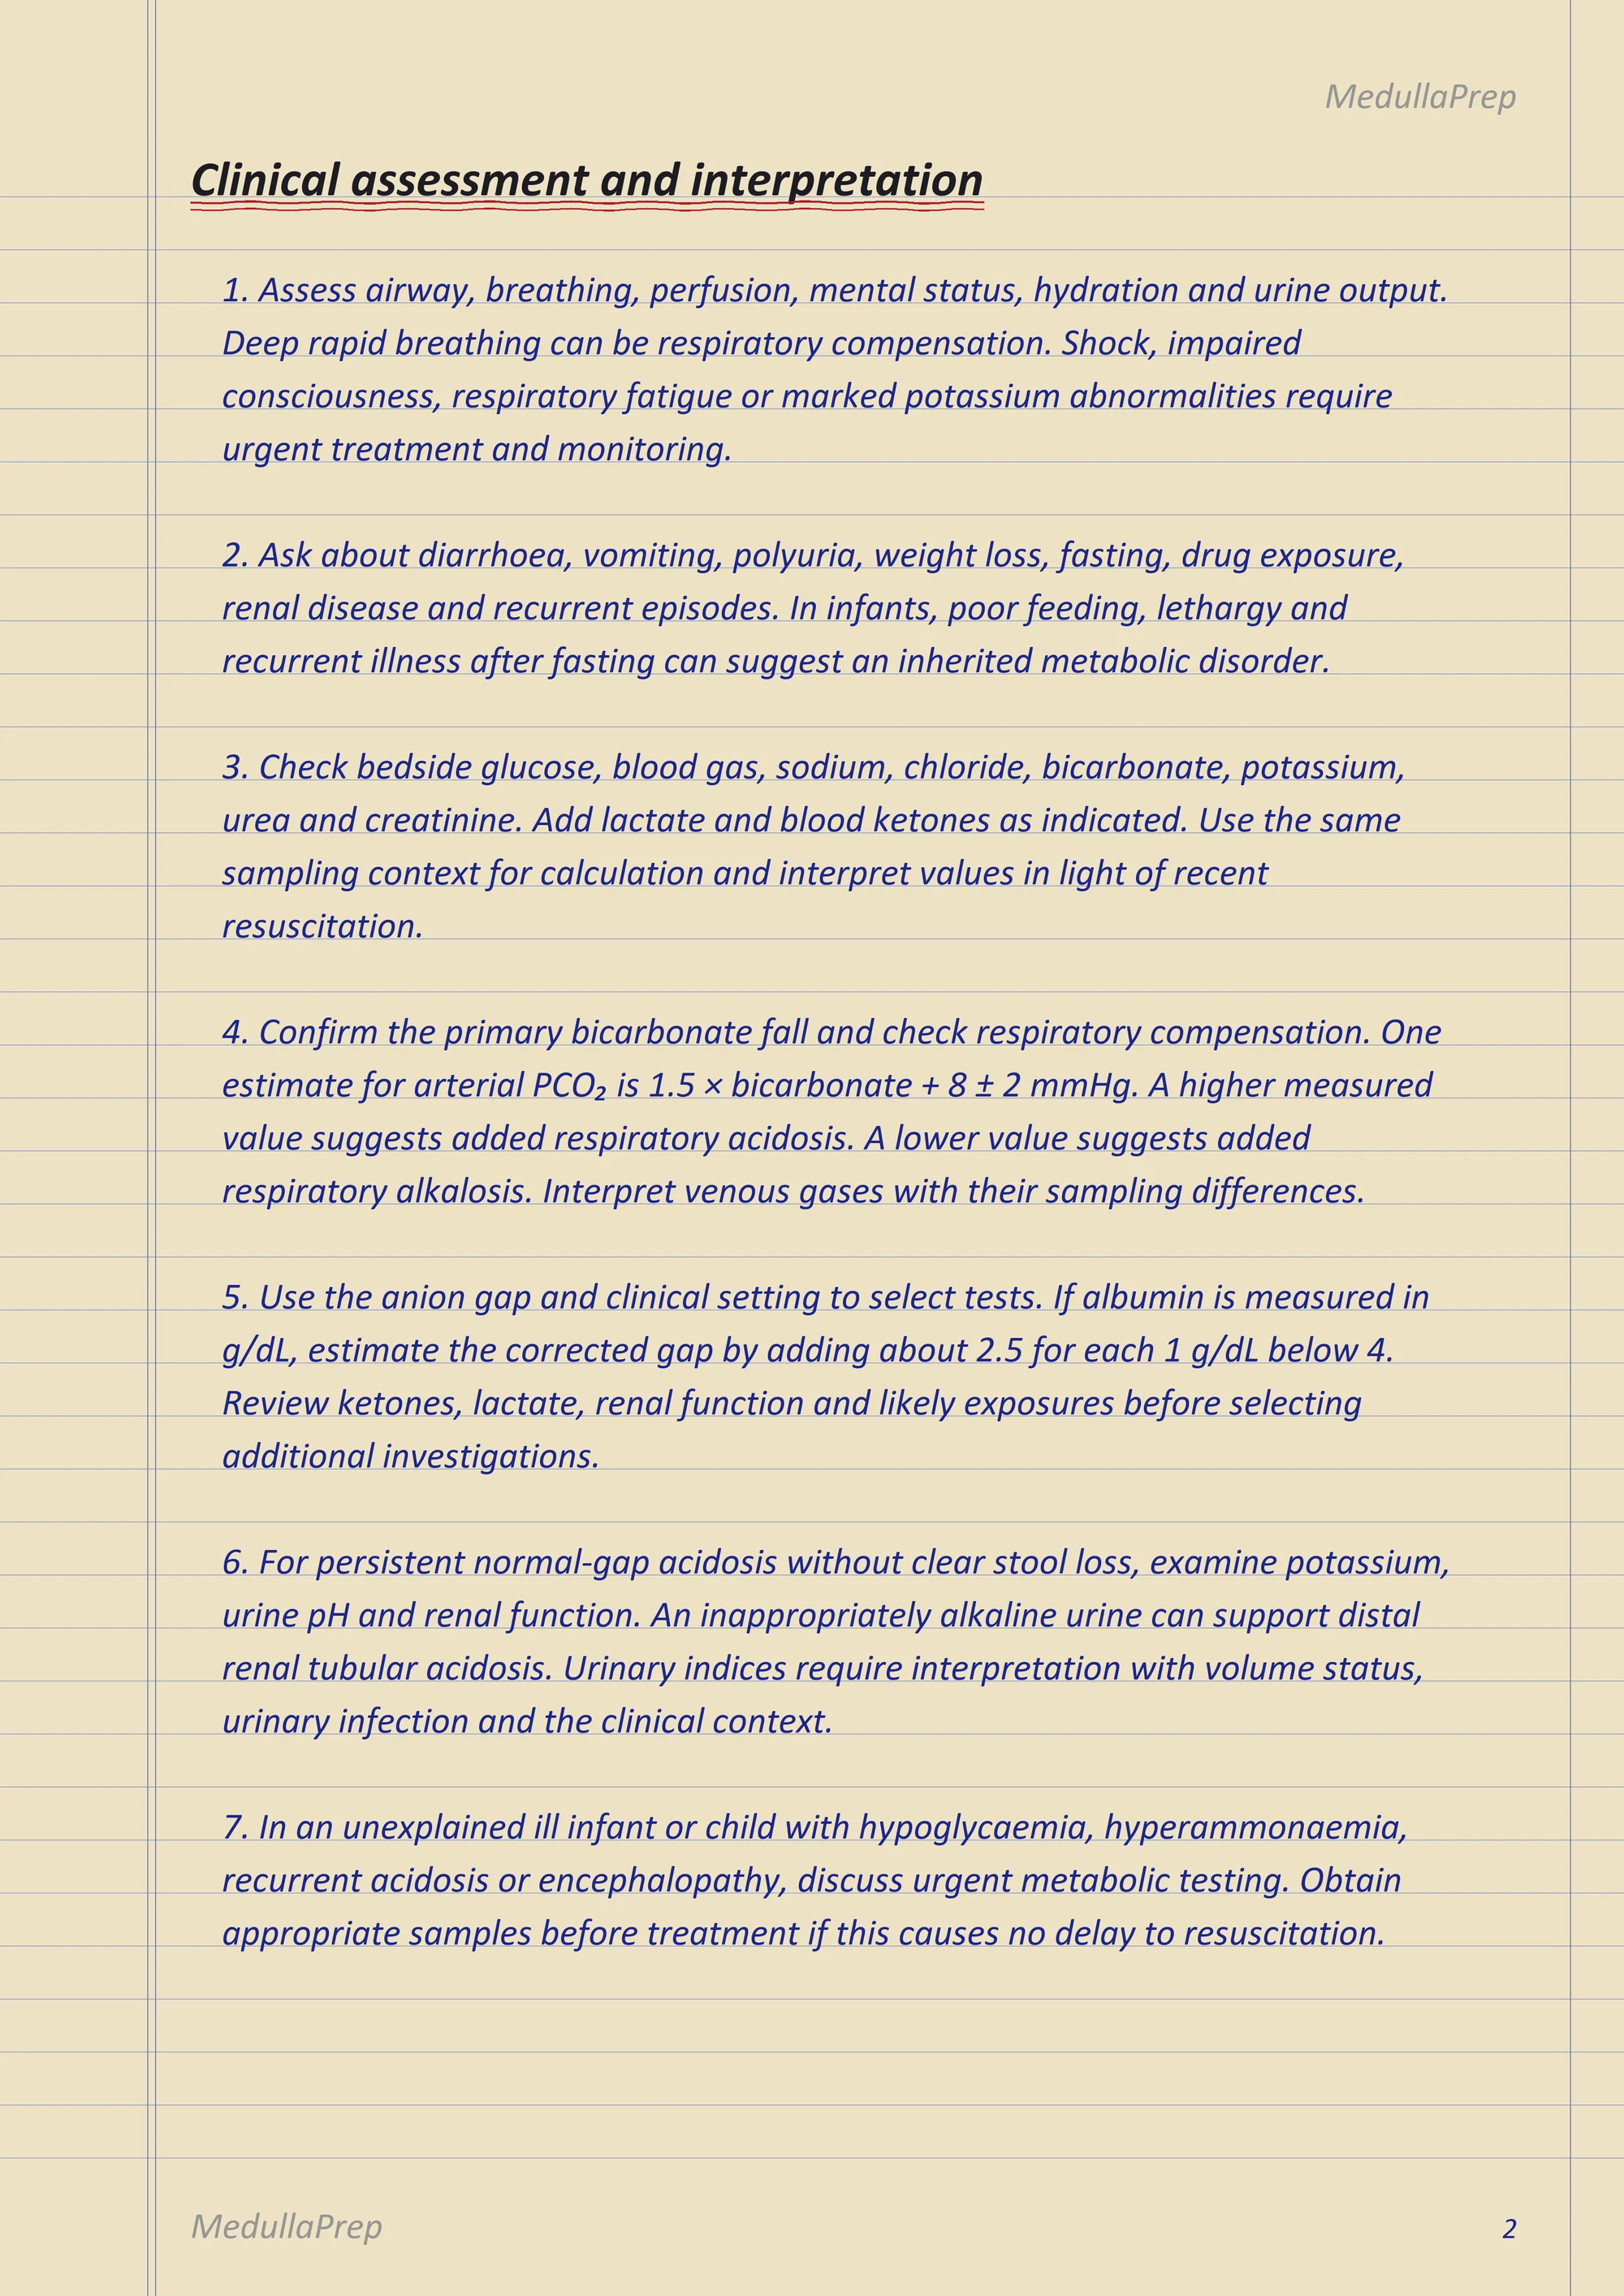 MedullaPrep
Clinical assessment and interpretation
1. Assess airway, breathing, perfusion, mental status, hydration and urine output.
Deep rapid breathing can be respiratory compensation. Shock, impaired
consciousness, respiratory fatigue or marked potassium abnormalities require
urgent treatment and monitoring.
2. Ask about diarrhoea, vomiting, polyuria, weight loss, fasting, drug exposure,
renal disease and recurrent episodes. In infants, poor feeding, lethargy and
recurrent illness after fasting can suggest an inherited metabolic disorder.
3. Check bedside glucose, blood gas, sodium, chloride, bicarbonate, potassium,
urea and creatinine. Add lactate and blood ketones as indicated. Use the same
sampling context for calculation and interpret values in light of recent
resuscitation.
4. Confirm the primary bicarbonate fall and check respiratory compensation. One
estimate for arterial PCO₂ is 1.5 × bicarbonate + 8 ± 2 mmHg. A higher measured
value suggests added respiratory acidosis. A lower value suggests added
respiratory alkalosis. Interpret venous gases with their sampling differences.
5. Use the anion gap and clinical setting to select tests. If albumin is measured in
g/dL, estimate the corrected gap by adding about 2.5 for each 1 g/dL below 4.
Review ketones, lactate, renal function and likely exposures before selecting
additional investigations.
6. For persistent normal-gap acidosis without clear stool loss, examine potassium,
urine pH and renal function. An inappropriately alkaline urine can support distal
renal tubular acidosis. Urinary indices require interpretation with volume status,
urinary infection and the clinical context.
7. In an unexplained ill infant or child with hypoglycaemia, hyperammonaemia,
recurrent acidosis or encephalopathy, discuss urgent metabolic testing. Obtain
appropriate samples before treatment if this causes no delay to resuscitation.
MedullaPrep
2